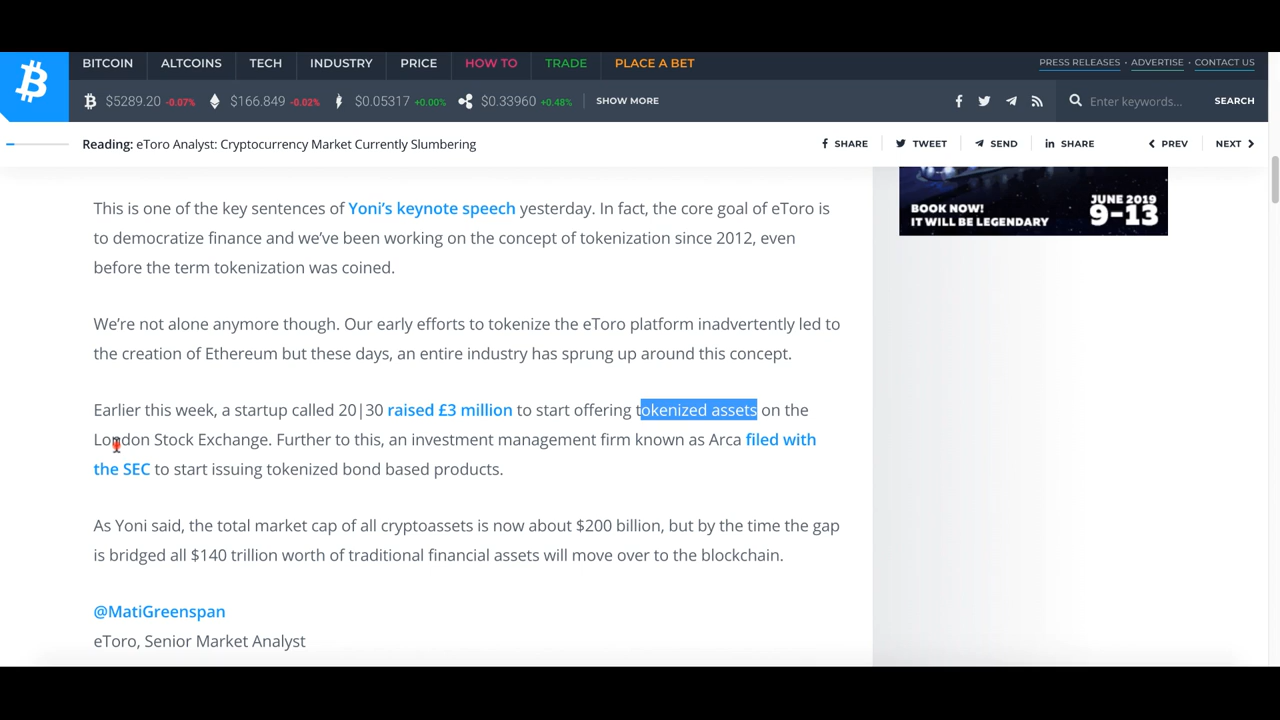 BITCOIN ALTCOINS TECH INDUSTRY PRICE HOW TO TRADE PLACE A BET PRESS RELEASES · ADVERTISE · CONTACT US
$5289.20 -0.07% $166.849 -0.02% $0.05317 +0.00% $0.33960 +0.48% SHOW MORE Enter keywords... SEARCH
Reading: eToro Analyst: Cryptocurrency Market Currently Slumbering SHARE TWEET SEND SHARE PREV NEXT
This is one of the key sentences of Yoni’s keynote speech yesterday. In fact, the core goal of eToro is
to democratize finance and we’ve been working on the concept of tokenization since 2012, even
before the term tokenization was coined.
We’re not alone anymore though. Our early efforts to tokenize the eToro platform inadvertently led to
the creation of Ethereum but these days, an entire industry has sprung up around this concept.
Earlier this week, a startup called 20|30 raised £3 million to start offering tokenized assets on the
London Stock Exchange. Further to this, an investment management firm known as Arca filed with
the SEC to start issuing tokenized bond based products.
As Yoni said, the total market cap of all cryptoassets is now about $200 billion, but by the time the gap
is bridged all $140 trillion worth of traditional financial assets will move over to the blockchain.
@MatiGreenspan
eToro, Senior Market Analyst
BOOK NOW!
IT WILL BE LEGENDARY
JUNE 2019
9-13